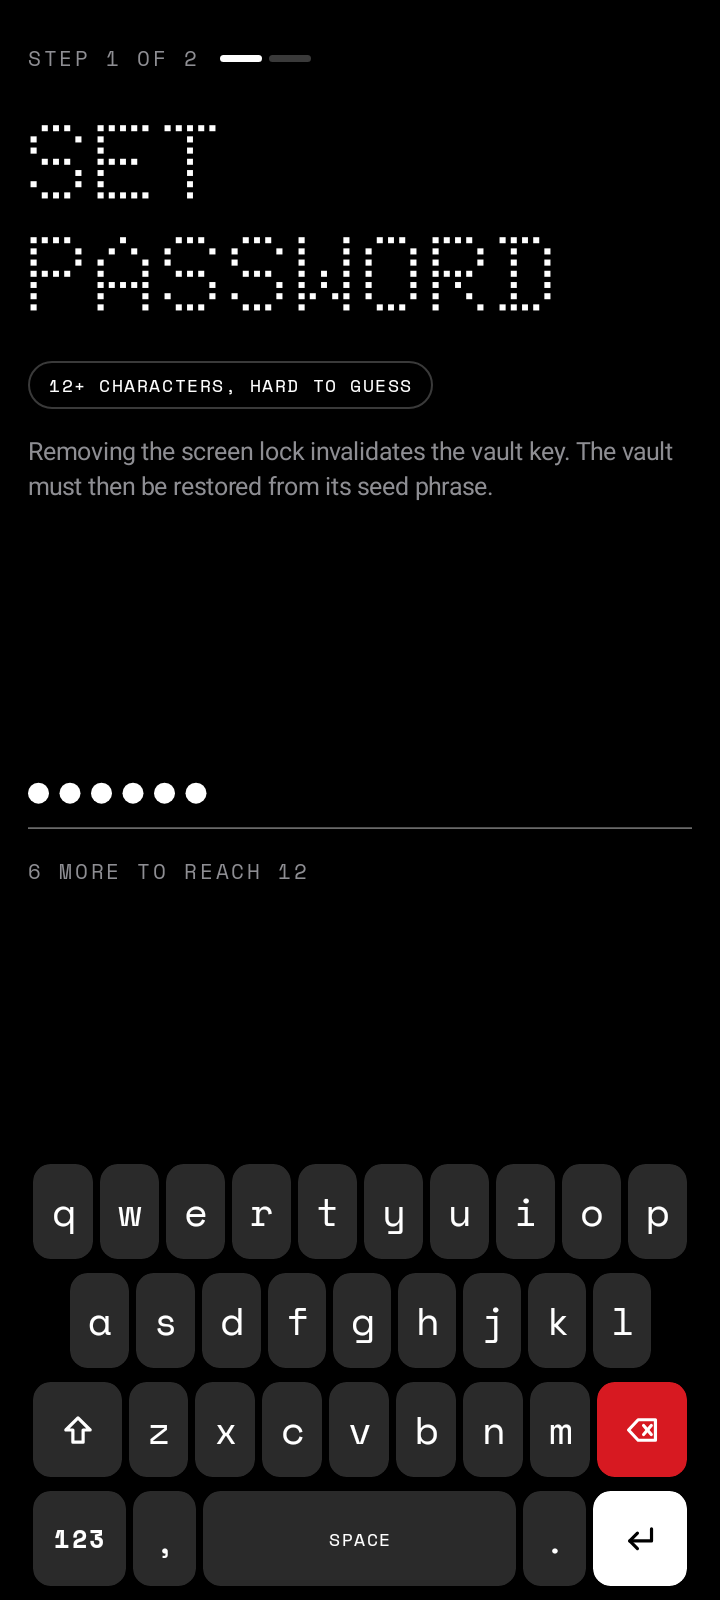 STEP 1 OF 2
SET
PASSWORD
12+ CHARACTERS, HARD TO GUESS
Removing the screen lock invalidates the vault key. The vault
must then be restored from its seed phrase.
6 MORE TO REACH 12
q w e r t y u i o p
a s d f g h j k l
z x c v b n m
123 , SPACE .